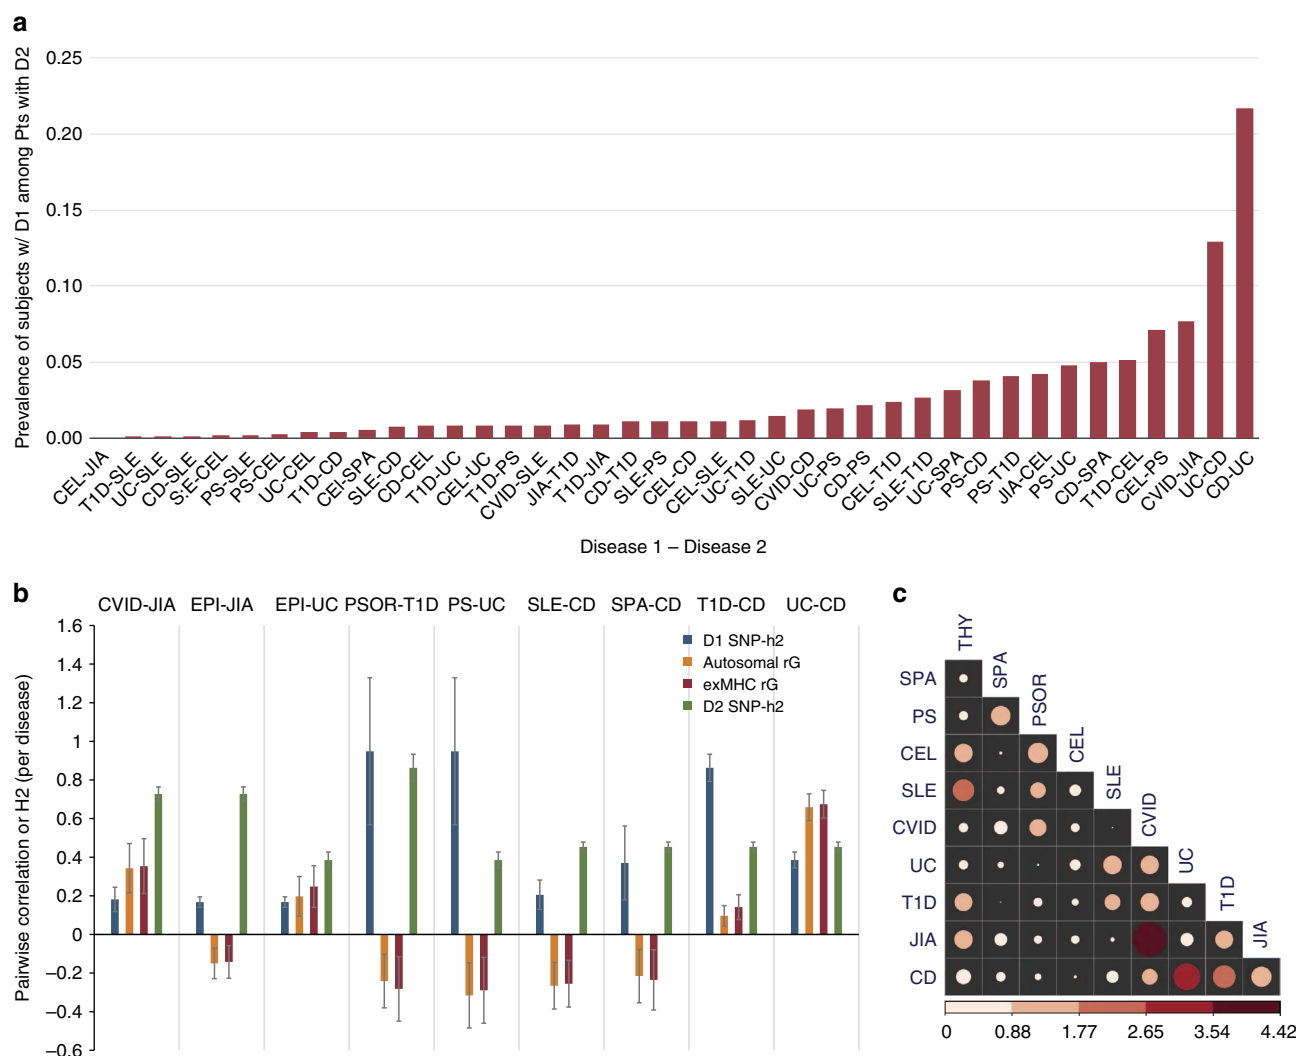 a
Prevalence of subjects w/ D1 among Pts with D2
0.25
0.20
0.15
0.10
0.05
0.00
CEL-JIA
T1D-SLE
UC-SLE
CD-SLE
S:E-CEL
PS-SLE
PS-CEL
UC-CEL
T1D-CD
CEl-SPA
SLE-CD
CD-CEL
T1D-UC
CEL-UC
T1D-PS
CVID-SLE
JIA-T1D
T1D-JIA
CD-T1D
SLE-PS
CEL-CD
CEL-SLE
UC-T1D
SLE-UC
CVID-CD
UC-PS
CD-PS
CEL-T1D
SLE-T1D
UC-SPA
PS-CD
PS-T1D
JIA-CEL
PS-UC
CD-SPA
T1D-CEL
CEL-PS
CVID-JIA
UC-CD
CD-UC
Disease 1 – Disease 2
b
CVID-JIA EPI-JIA EPI-UC PSOR-T1D PS-UC SLE-CD SPA-CD T1D-CD UC-CD
Pairwise correlation or H2 (per disease)
1.6
1.4
1.2
1
0.8
0.6
0.4
0.2
0
–0.2
–0.4
–0.6
D1 SNP-h2
Autosomal rG
exMHC rG
D2 SNP-h2
c
THY
SPA
PSOR
CEL
SLE
CVID
UC
T1D
JIA
SPA
PS
CEL
SLE
CVID
UC
T1D
JIA
CD
0 0.88 1.77 2.65 3.54 4.42